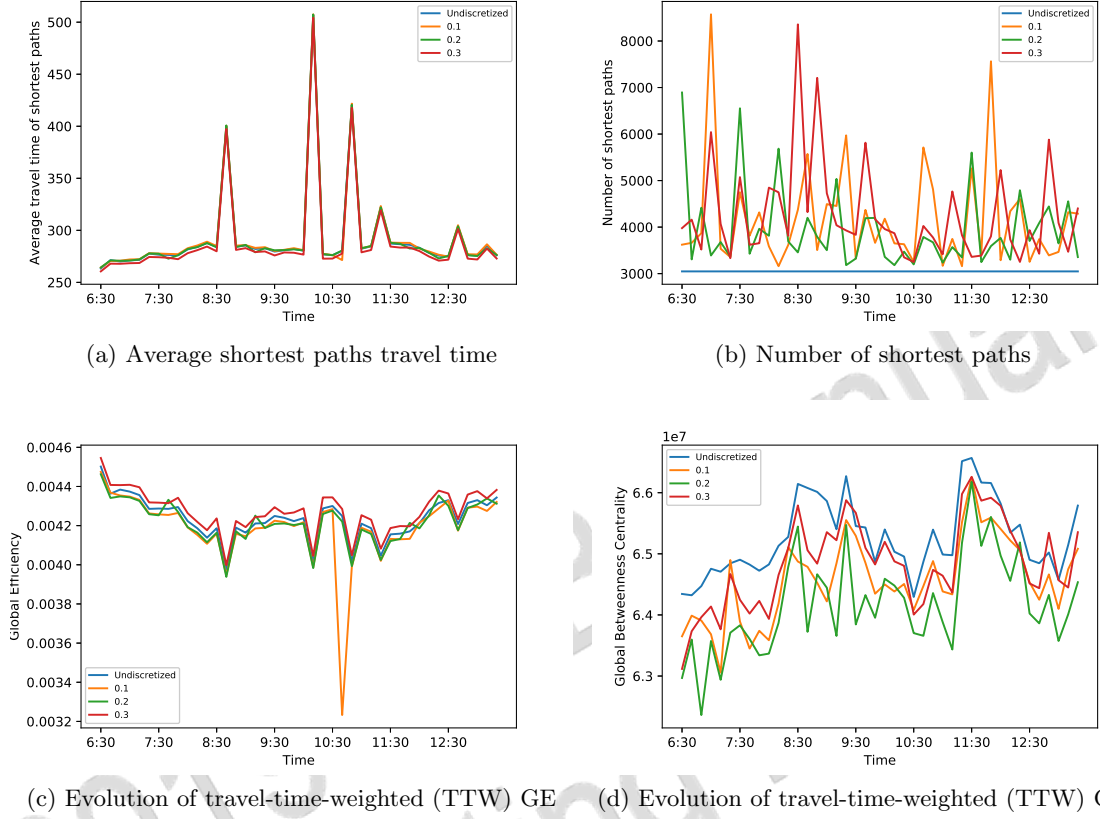 Average travel time of shortest paths
500
450
400
350
300
250
6:30 7:30 8:30 9:30 10:30 11:30 12:30
Time
Undiscretized
0.1
0.2
0.3
(a) Average shortest paths travel time
Number of shortest paths
8000
7000
6000
5000
4000
3000
6:30 7:30 8:30 9:30 10:30 11:30 12:30
Time
Undiscretized
0.1
0.2
0.3
(b) Number of shortest paths
Global Efficiency
0.0046
0.0044
0.0042
0.0040
0.0038
0.0036
0.0034
0.0032
6:30 7:30 8:30 9:30 10:30 11:30 12:30
Time
Undiscretized
0.1
0.2
0.3
(c) Evolution of travel-time-weighted (TTW) GE
1e7
Global Betweenness Centrality
6.6
6.5
6.4
6.3
6:30 7:30 8:30 9:30 10:30 11:30 12:30
Time
Undiscretized
0.1
0.2
0.3
(d) Evolution of travel-time-weighted (TTW)